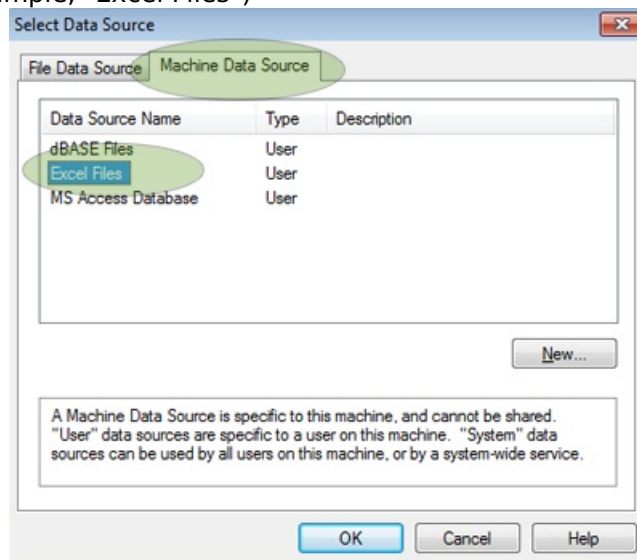 mple, "Excel Files")
Select Data Source
File Data Source Machine Data Source
Data Source Name Type Description
dBASE Files User
Excel Files User
MS Access Database User
New...
A Machine Data Source is specific to this machine, and cannot be shared.
"User" data sources are specific to a user on this machine. "System" data
sources can be used by all users on this machine, or by a system-wide service.
OK Cancel Help